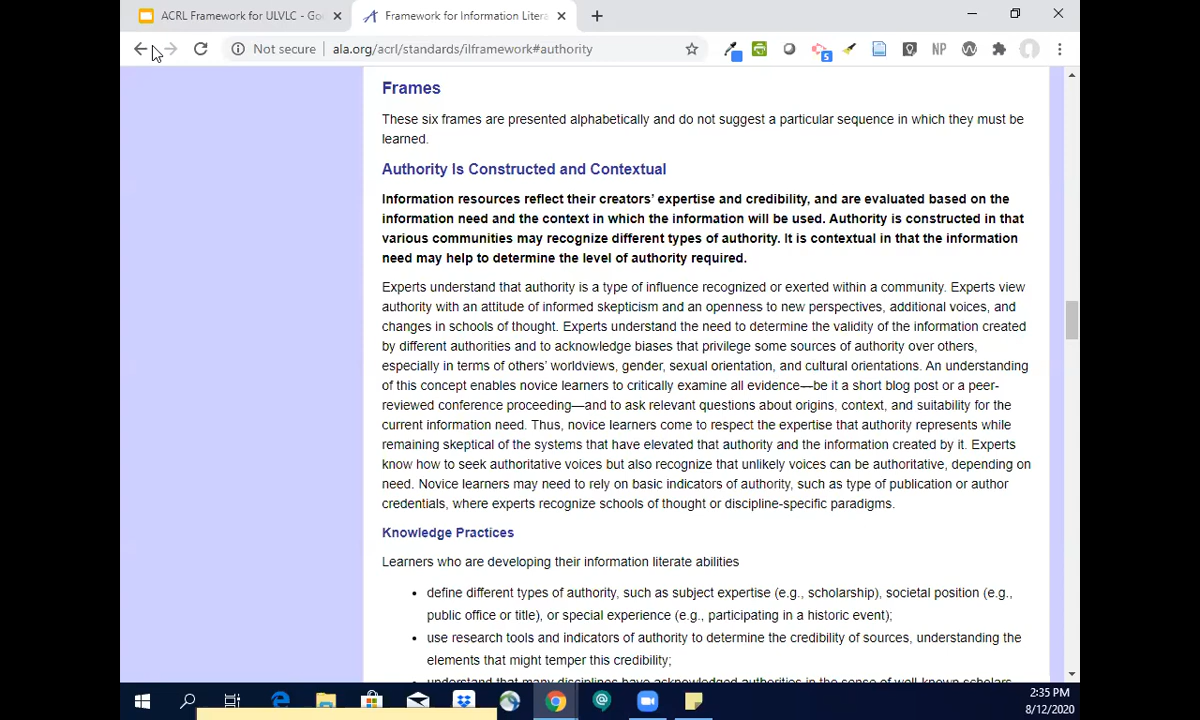 ACRL Framework for ULVLC - Goo
Framework for Information Litera
Not secure
ala.org/acrl/standards/ilframework#authority
5
NP
Frames
These six frames are presented alphabetically and do not suggest a particular sequence in which they must be
learned.
Authority Is Constructed and Contextual
Information resources reflect their creators’ expertise and credibility, and are evaluated based on the
information need and the context in which the information will be used. Authority is constructed in that
various communities may recognize different types of authority. It is contextual in that the information
need may help to determine the level of authority required.
Experts understand that authority is a type of influence recognized or exerted within a community. Experts view
authority with an attitude of informed skepticism and an openness to new perspectives, additional voices, and
changes in schools of thought. Experts understand the need to determine the validity of the information created
by different authorities and to acknowledge biases that privilege some sources of authority over others,
especially in terms of others’ worldviews, gender, sexual orientation, and cultural orientations. An understanding
of this concept enables novice learners to critically examine all evidence—be it a short blog post or a peer-
reviewed conference proceeding—and to ask relevant questions about origins, context, and suitability for the
current information need. Thus, novice learners come to respect the expertise that authority represents while
remaining skeptical of the systems that have elevated that authority and the information created by it. Experts
know how to seek authoritative voices but also recognize that unlikely voices can be authoritative, depending on
need. Novice learners may need to rely on basic indicators of authority, such as type of publication or author
credentials, where experts recognize schools of thought or discipline-specific paradigms.
Knowledge Practices
Learners who are developing their information literate abilities
• define different types of authority, such as subject expertise (e.g., scholarship), societal position (e.g.,
public office or title), or special experience (e.g., participating in a historic event);
• use research tools and indicators of authority to determine the credibility of sources, understanding the
elements that might temper this credibility;
• understand that many disciplines have acknowledged authorities in the sense of well-known scholars
2:35 PM
8/12/2020